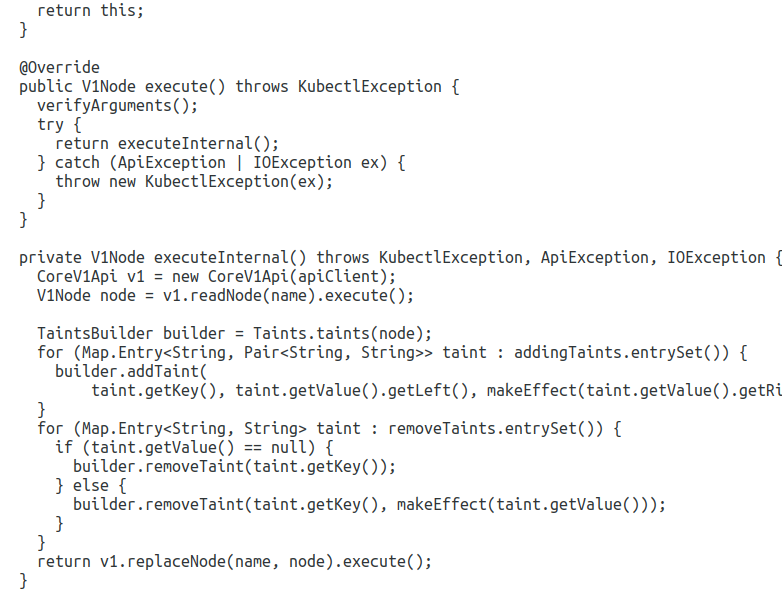 return this;
}
@Override
public V1Node execute() throws KubectlException {
verifyArguments();
try {
return executeInternal();
} catch (ApiException | IOException ex) {
throw new KubectlException(ex);
}
}
private V1Node executeInternal() throws KubectlException, ApiException, IOException {
CoreV1Api v1 = new CoreV1Api(apiClient);
V1Node node = v1.readNode(name).execute();
TaintsBuilder builder = Taints.taints(node);
for (Map.Entry<String, Pair<String, String>> taint : addingTaints.entrySet()) {
builder.addTaint(
taint.getKey(), taint.getValue().getLeft(), makeEffect(taint.getValue().getRi
}
for (Map.Entry<String, String> taint : removeTaints.entrySet()) {
if (taint.getValue() == null) {
builder.removeTaint(taint.getKey());
} else {
builder.removeTaint(taint.getKey(), makeEffect(taint.getValue()));
}
}
return v1.replaceNode(name, node).execute();
}